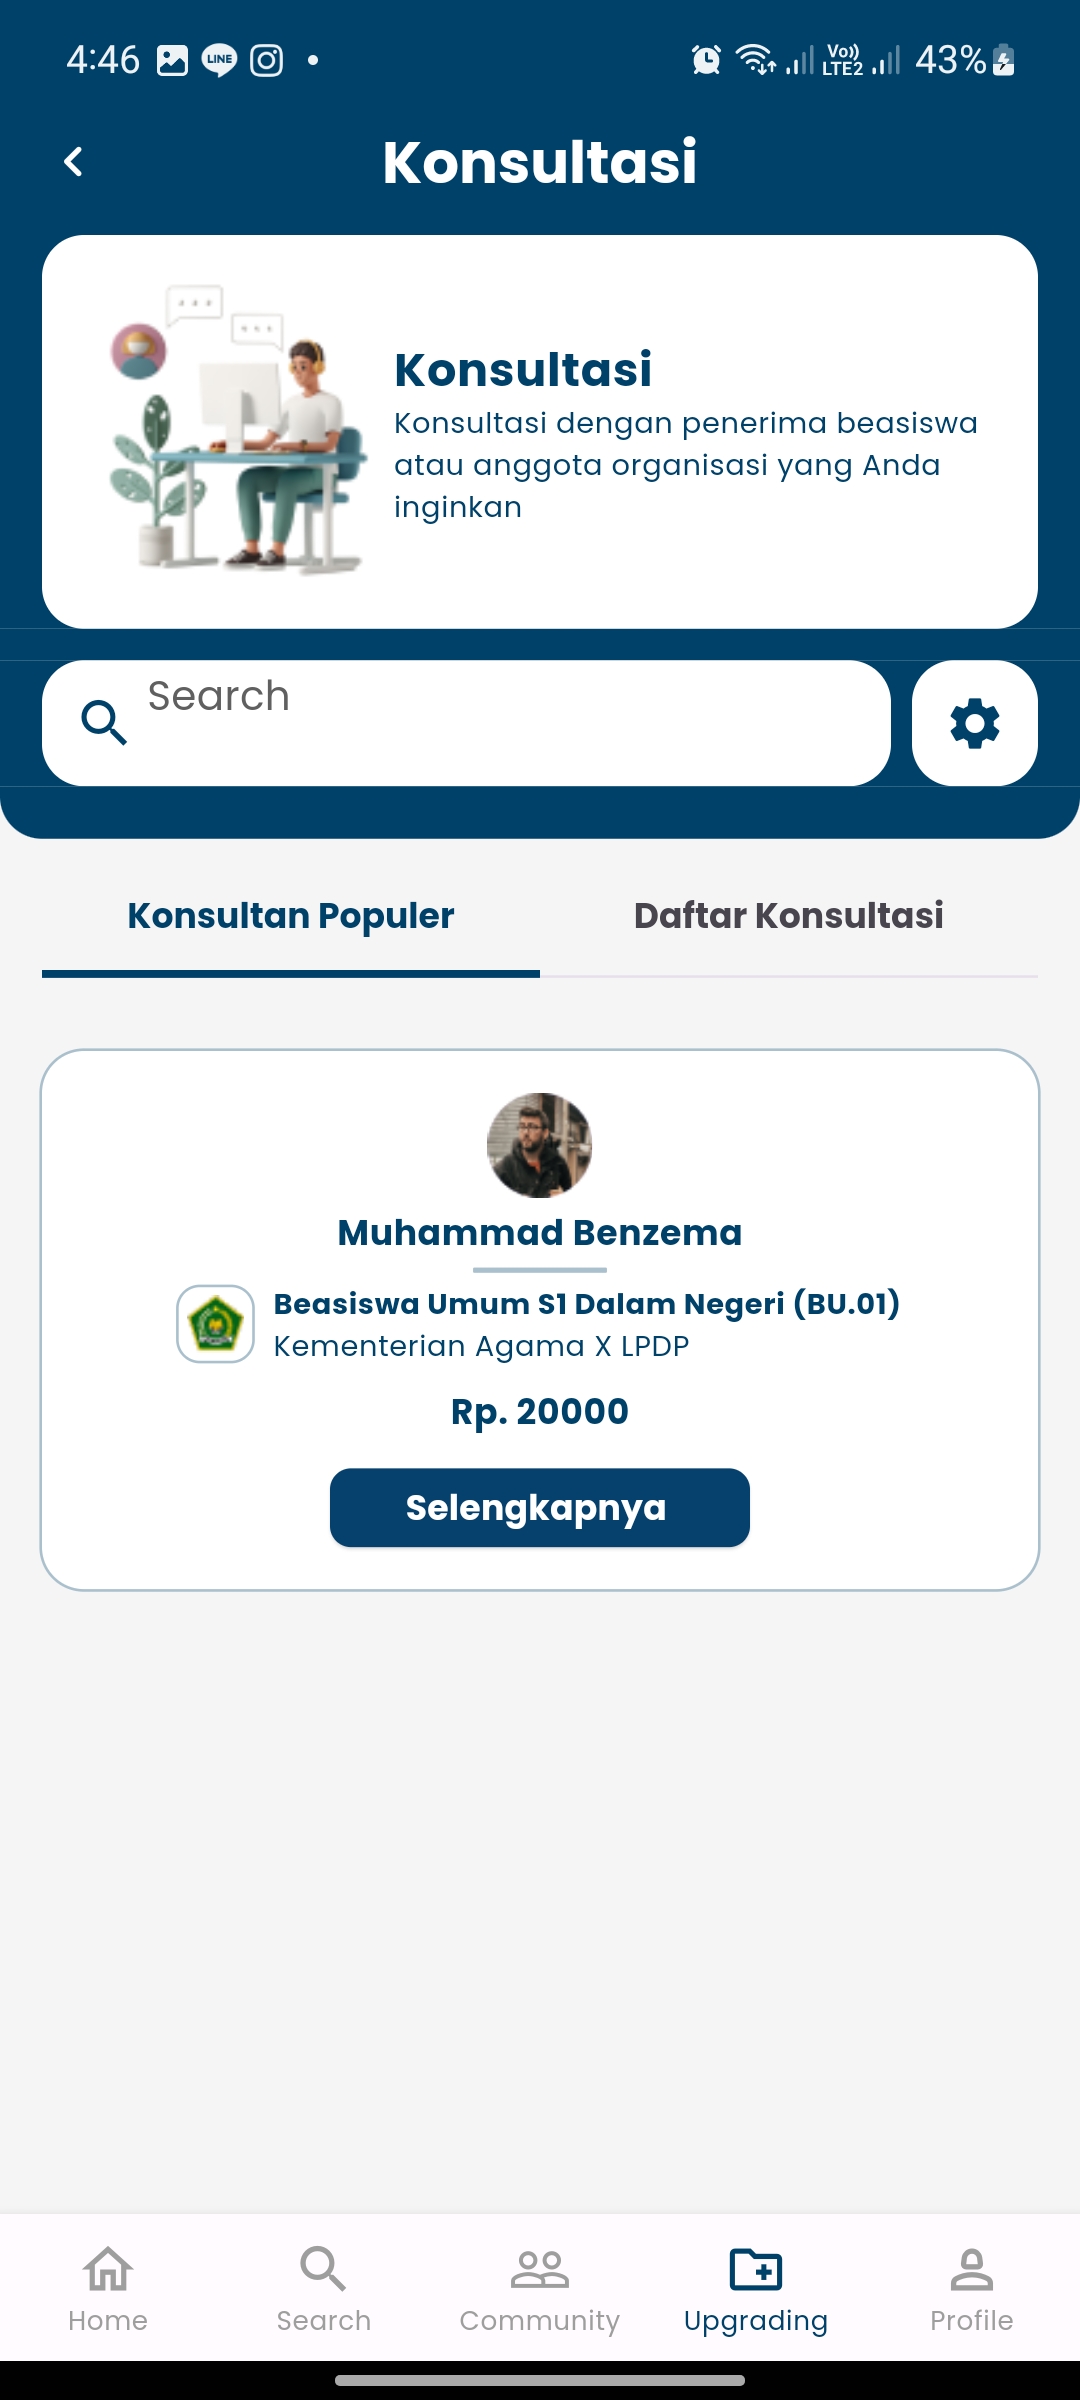 4:46 LINE Vo)) LTE2 43%
Konsultasi
Konsultasi
Konsultasi dengan penerima beasiswa
atau anggota organisasi yang Anda
inginkan
Search
Konsultan Populer Daftar Konsultasi
Muhammad Benzema
Beasiswa Umum S1 Dalam Negeri (BU.01)
Kementerian Agama X LPDP
Rp. 20000
Selengkapnya
Home Search Community Upgrading Profile